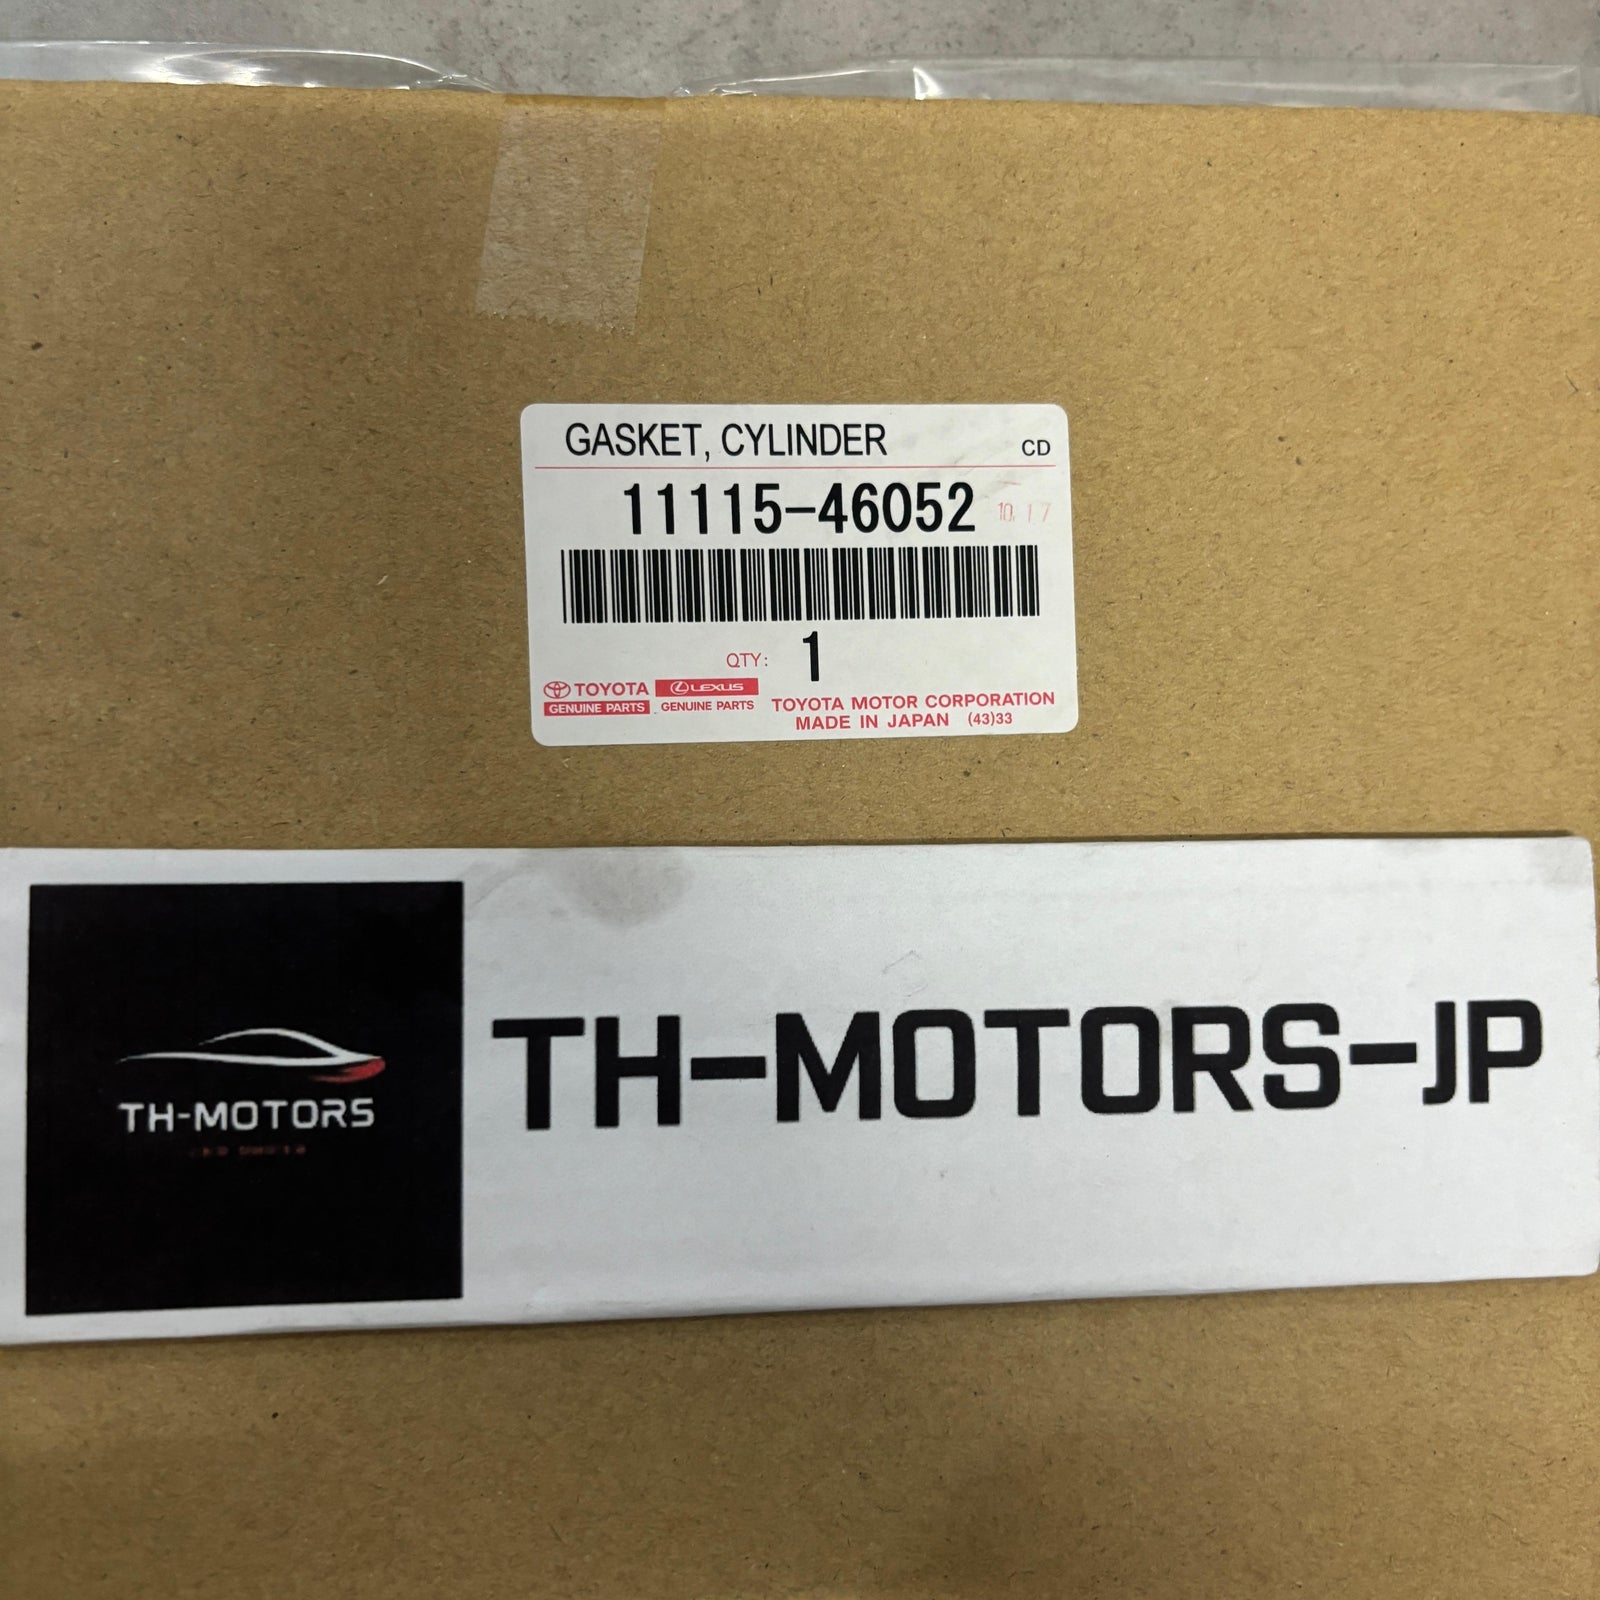 GASKET, CYLINDER CD
11115-46052 10. 17
QTY: 1
TOYOTA LEXUS
GENUINE PARTS GENUINE PARTS
TOYOTA MOTOR CORPORATION
MADE IN JAPAN (43)33
TH-MOTORS
TH-MOTORS-JP